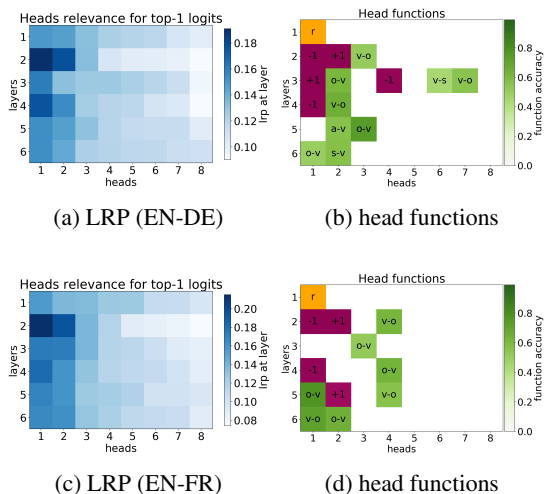 Heads relevance for top-1 logits
layers
1
2
3
4
5
6
1 2 3 4 5 6 7 8
heads
0.18
0.16
0.14
0.12
0.10
lrp at layer
Head functions
layers
1
2
3
4
5
6
r
-1 +1 v-o
+1 o-v -1 v-s v-o
-1 v-o
a-v o-v
o-v s-v
1 2 3 4 5 6 7 8
heads
0.8
0.6
0.4
0.2
0.0
function accuracy
(a) LRP (EN-DE)
(b) head functions
Heads relevance for top-1 logits
layers
1
2
3
4
5
6
1 2 3 4 5 6 7 8
heads
0.20
0.18
0.16
0.14
0.12
0.10
0.08
lrp at layer
Head functions
layers
1
2
3
4
5
6
r
-1 +1 v-o
o-v
-1 o-v
o-v +1 v-o
o-v o-v
1 2 3 4 5 6 7 8
heads
0.8
0.6
0.4
0.2
0.0
function accuracy
(c) LRP (EN-FR)
(d) head functions